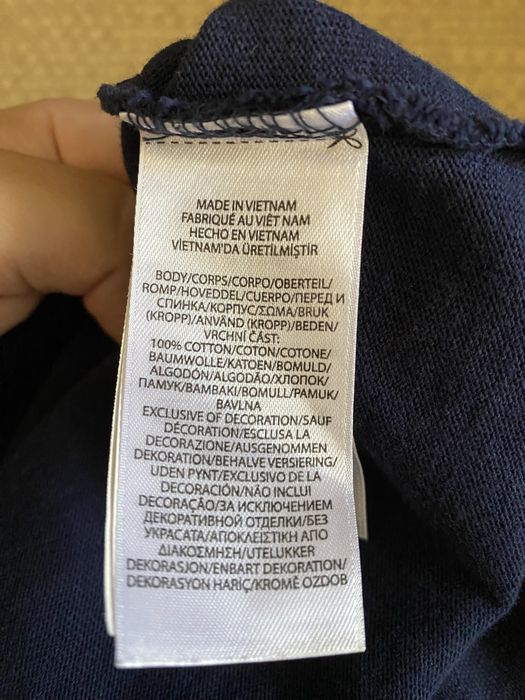 MADE IN VIETNAM
FABRIQUÉ AU VIÊT NAM
HECHO EN VIETNAM
VİETNAM'DA ÜRETİLMİŞTİR
BODY/CORPS/CORPO/OBERTEIL/
ROMP/HOVEDDEL/CUERPO/ПЕРЕД И
СПИНКА/КОРПУС/ΣΩΜΑ/BRUK
(KROPP)/ANVÄND (KROPP)/BEDEN/
VRCHNÍ ČÁST:
100% COTTON/COTON/COTONE/
BAUMWOLLE/KATOEN/BOMULD/
ALGODÓN/ALGODÃO/ХЛОПОК/
ПАМУК/ΒΑΜΒΑΚΙ/BOMULL/PAMUK/
BAVLNA
EXCLUSIVE OF DECORATION/SAUF
DÉCORATION/ESCLUSA LA
DECORAZIONE/AUSGENOMMEN
DEKORATION/BEHALVE VERSIERING/
UDEN PYNT/EXCLUSIVO DE LA
DECORACIÓN/NÃO INCLUI
DECORAÇÃO/ЗА ИСКЛЮЧЕНИЕМ
ДЕКОРАТИВНОЙ ОТДЕЛКИ/БЕЗ
УКРАСАТА/ΑΠΟΚΛΕΙΣΤΙΚΗ ΑΠΟ
ΔΙΑΚΟΣΜΗΣΗ/UTELUKKER
DEKORASJON/ENBART DEKORATION/
DEKORASYON HARİÇ/KROMĚ OZDOB